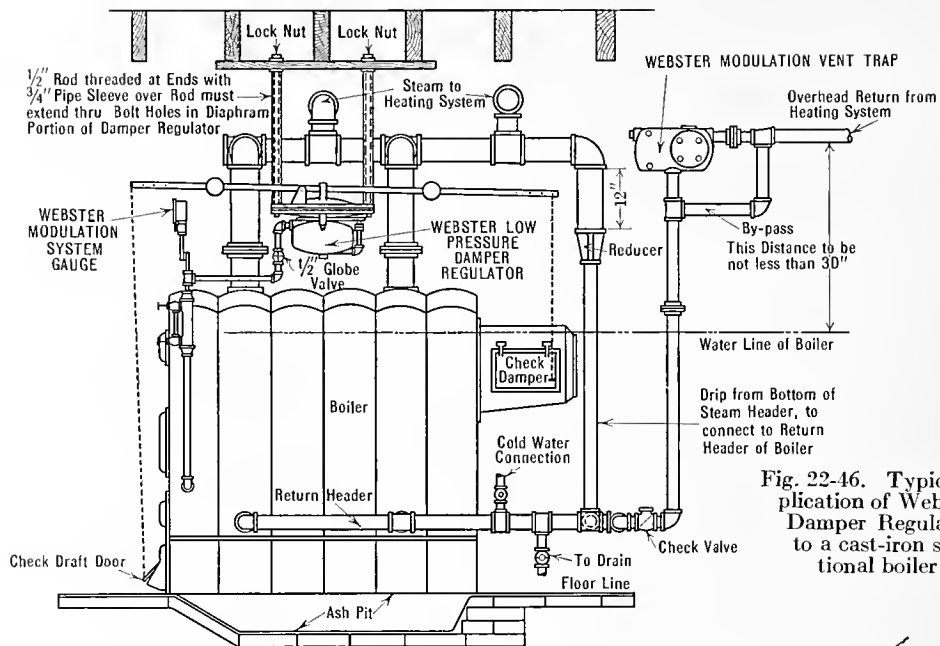 Lock Nut
Lock Nut
1/2" Rod threaded at Ends with
3/4" Pipe Sleeve over Rod must
extend thru Bolt Holes in Diaphram
Portion of Damper Regulator
Steam to
Heating System
WEBSTER MODULATION VENT TRAP
Overhead Return from
Heating System
12"
WEBSTER
MODULATION
SYSTEM
GAUGE
1/2" Globe
Valve
WEBSTER LOW
PRESSURE
DAMPER
REGULATOR
Reducer
By-pass
This Distance to be
not less than 30"
Water Line of Boiler
Check
Damper
Boiler
Drip from Bottom of
Steam Header, to
connect to Return
Header of Boiler
Cold Water
Connection
Return Header
Check Valve
To Drain
Check Draft Door
Floor Line
Ash Pit
Fig. 22-46. Typic
plication of Web
Damper Regula
to a cast-iron s
tional boiler